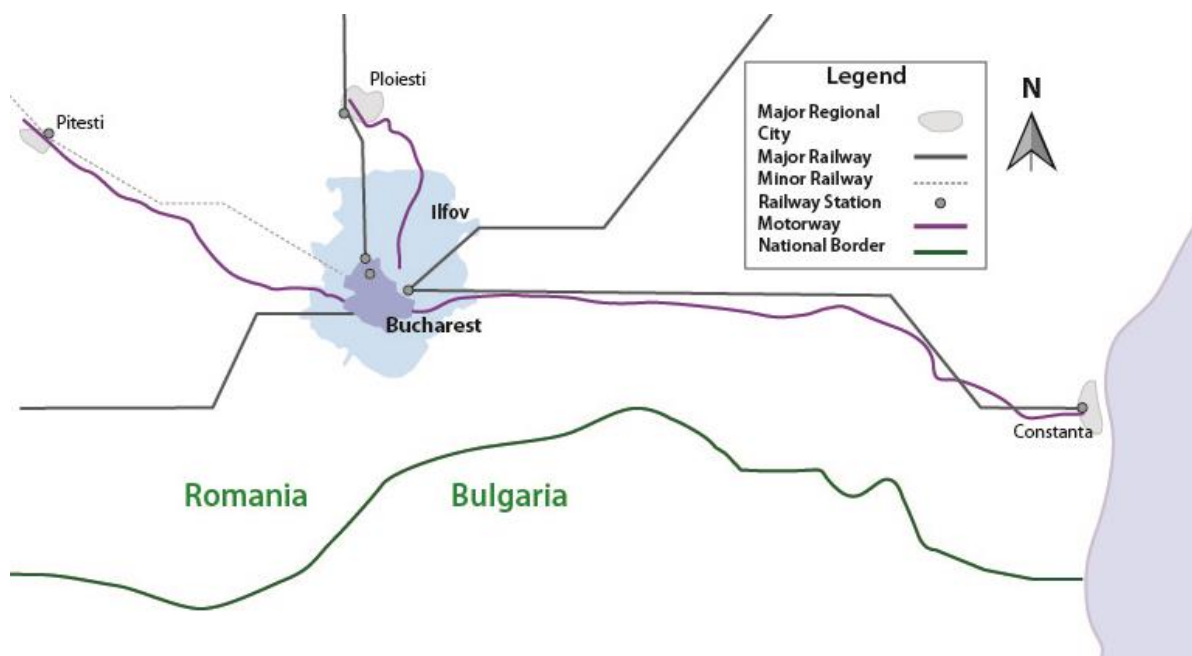 Ploiesti
Pitesti
Ilfov
Bucharest
Constanta
Romania
Bulgaria
Legend
Major Regional
City
Major Railway
Minor Railway
Railway Station
Motorway
National Border
N